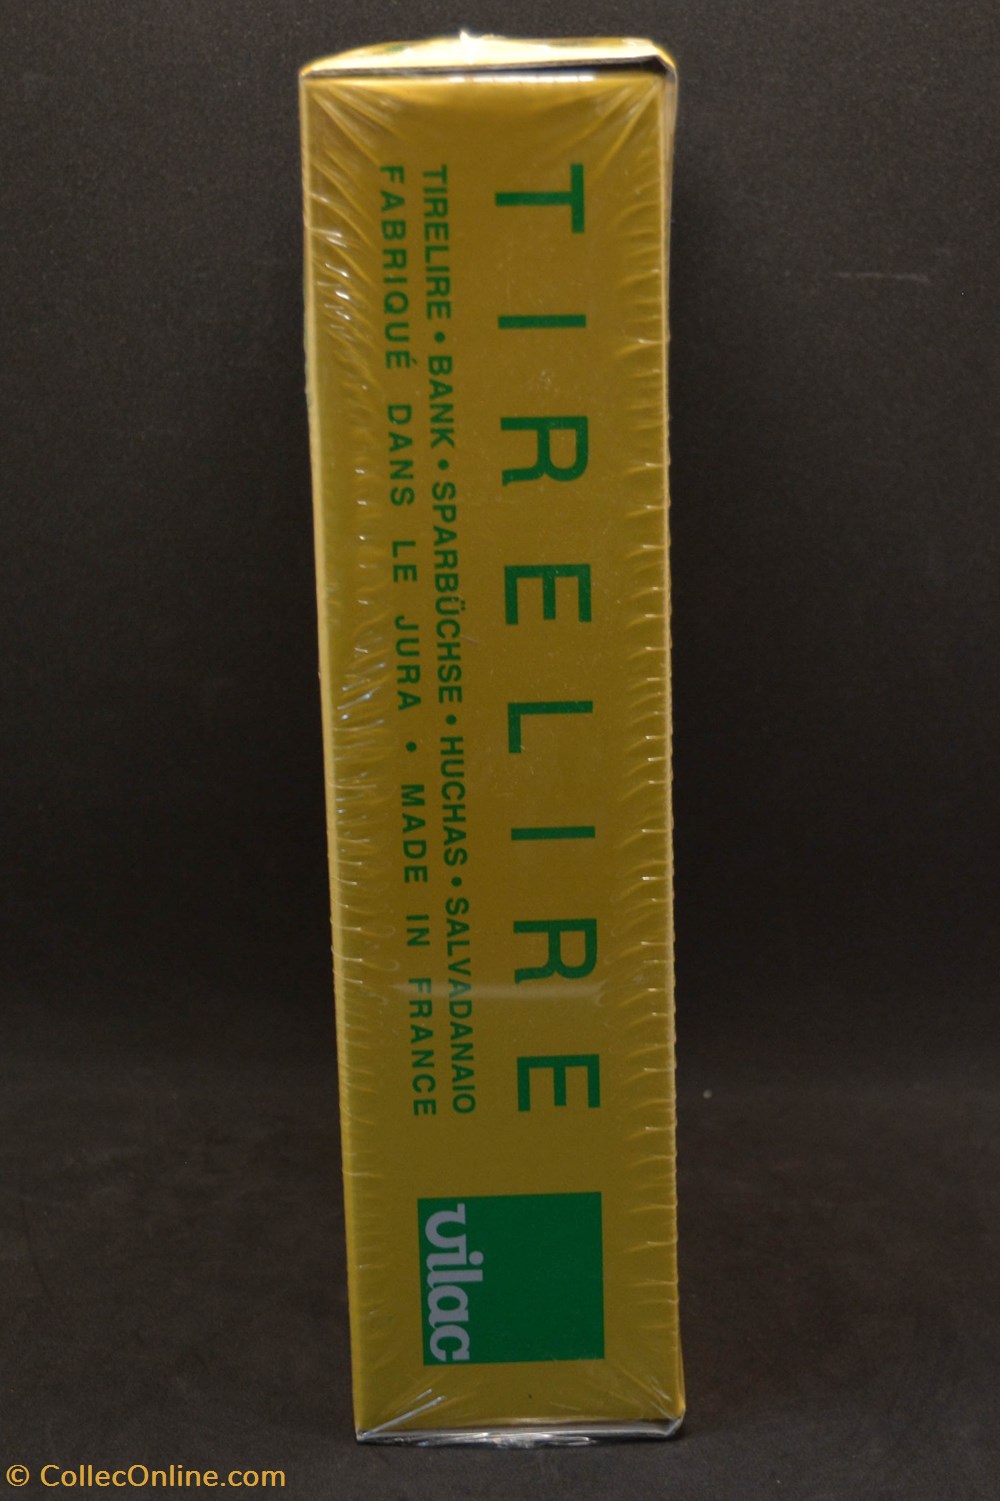 TIRELIRE
TIRELIRE • BANK • SPARBÜCHSE • HUCHAS • SALVADANAIO
FABRIQUÉ DANS LE JURA • MADE IN FRANCE
vilac
© CollecOnline.com